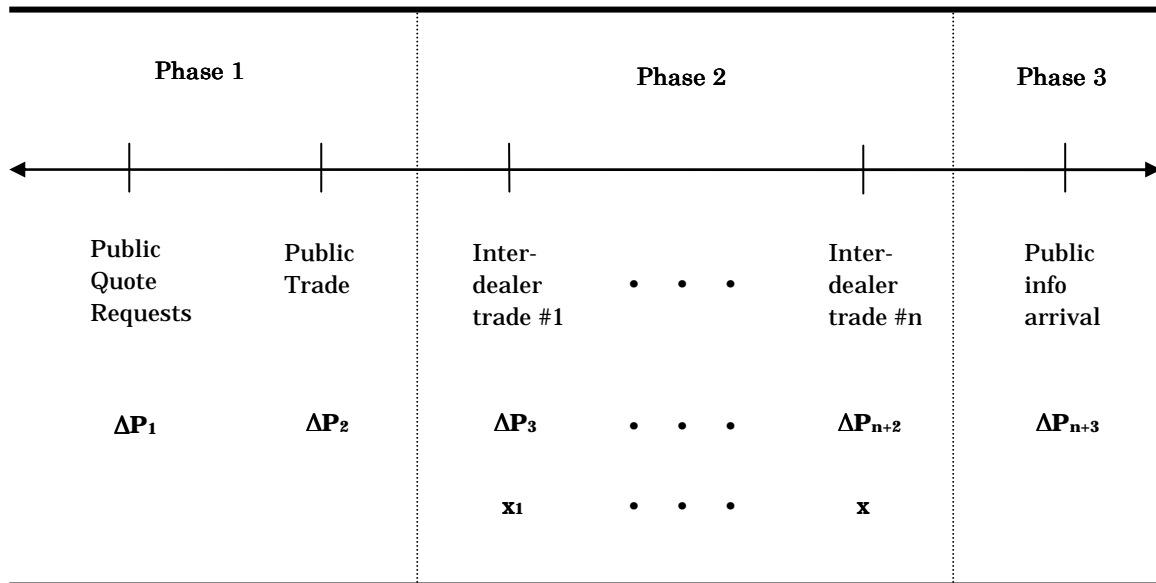 Phase 1 Phase 2 Phase 3
Public Public Inter- Inter- Public
Quote Trade dealer • • • dealer info
Requests trade #1 trade #n arrival
ΔP₁ ΔP₂ ΔP₃ • • • ΔPₙ₊₂ ΔPₙ₊₃
x₁ • • • x